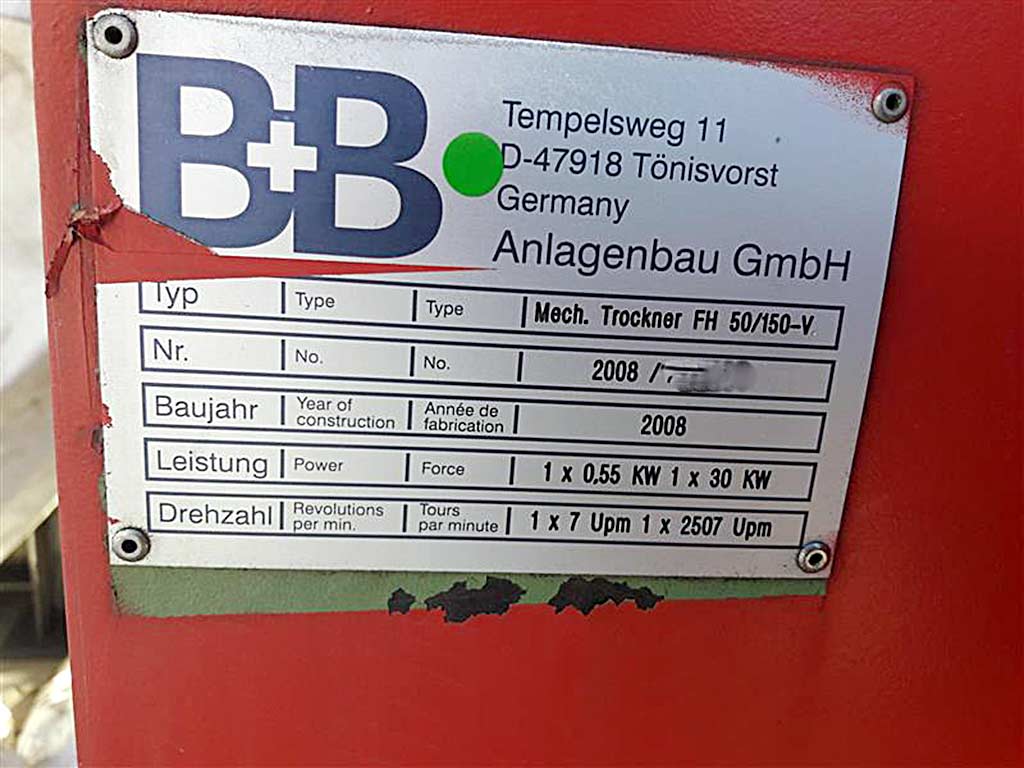 B+B
Tempelsweg 11
D-47918 Tönisvorst
Germany
Anlagenbau GmbH
Typ Type Type Mech. Trockner FH 50/150-V
Nr. No. No. 2008 /
Baujahr Year of construction Année de fabrication 2008
Leistung Power Force 1 x 0,55 KW 1 x 30 KW
Drehzahl Revolutions per min. Tours par minute 1 x 7 Upm 1 x 2507 Upm